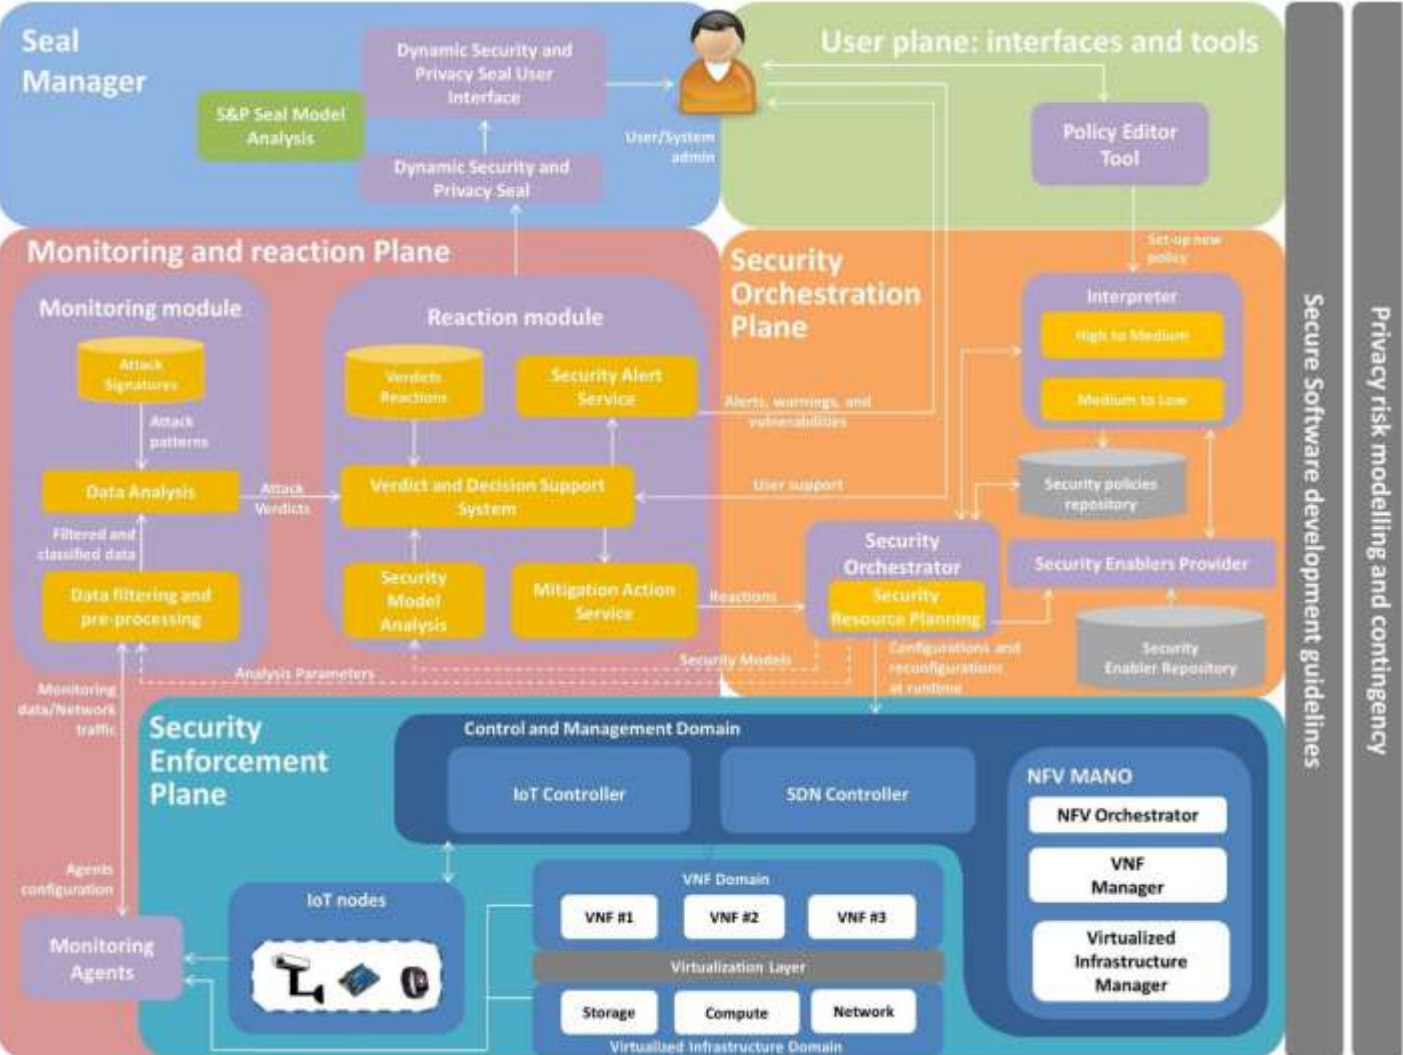 Seal
Manager
Dynamic Security and
Privacy Seal User
Interface
S&P Seal Model
Analysis
Dynamic Security and
Privacy Seal
User/System
admin
User plane: interfaces and tools
Policy Editor
Tool
Set-up new
policy
Monitoring and reaction Plane
Monitoring module
Attack
Signatures
Attack
patterns
Data Analysis
Filtered and
classified data
Data filtering and
pre-processing
Attack
Verdicts
Reaction module
Verdicts
Reactions
Security Alert
Service
Verdict and Decision Support
System
Security
Model
Analysis
Mitigation Action
Service
Alerts, warnings, and
vulnerabilities
User support
Reactions
Security Models
Analysis Parameters
Monitoring
data/Network
traffic
Agents
configuration
Monitoring
Agents
Security
Orchestration
Plane
Interpreter
High to Medium
Medium to Low
Security policies
repository
Security
Orchestrator
Security
Resource Planning
Security Enablers Provider
Security
Enabler Repository
Configurations and
reconfigurations
at runtime
Security
Enforcement
Plane
Control and Management Domain
IoT Controller
SDN Controller
NFV MANO
NFV Orchestrator
VNF
Manager
Virtualized
Infrastructure
Manager
IoT nodes
VNF Domain
VNF #1
VNF #2
VNF #3
Virtualization Layer
Storage
Compute
Network
Virtualized Infrastructure Domain
Secure Software development guidelines
Privacy risk modelling and contingency